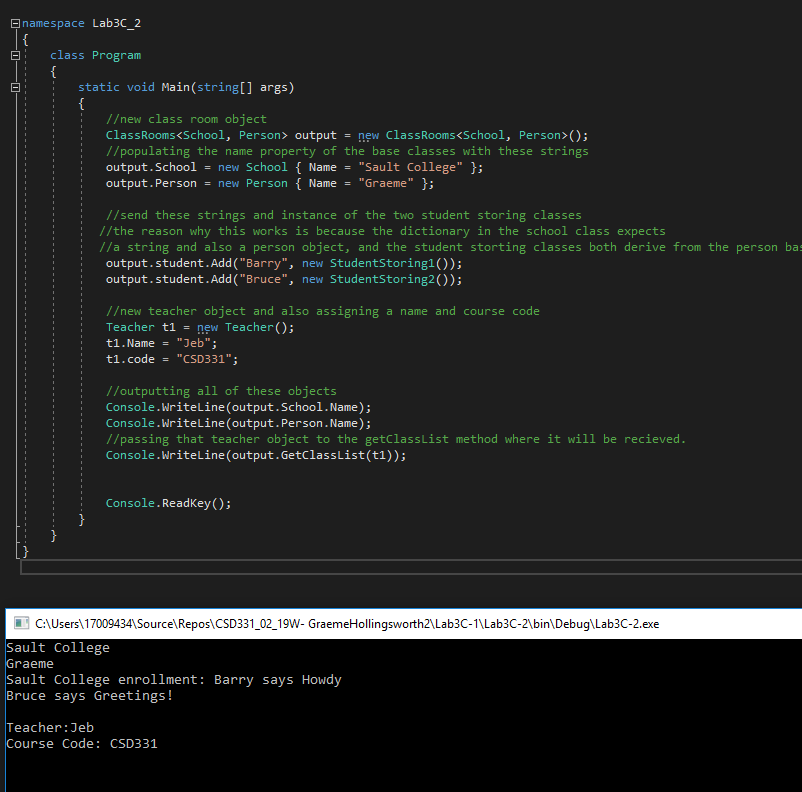 namespace Lab3C_2
{
class Program
{
static void Main(string[] args)
{
//new class room object
ClassRooms<School, Person> output = new ClassRooms<School, Person>();
//populating the name property of the base classes with these strings
output.School = new School { Name = "Sault College" };
output.Person = new Person { Name = "Graeme" };
//send these strings and instance of the two student storing classes
//the reason why this works is because the dictionary in the school class expects
//a string and also a person object, and the student storting classes both derive from the person bas
output.student.Add("Barry", new StudentStoring1());
output.student.Add("Bruce", new StudentStoring2());
//new teacher object and also assigning a name and course code
Teacher t1 = new Teacher();
t1.Name = "Jeb";
t1.code = "CSD331";
//outputting all of these objects
Console.WriteLine(output.School.Name);
Console.WriteLine(output.Person.Name);
//passing that teacher object to the getClassList method where it will be recieved.
Console.WriteLine(output.GetClassList(t1));
Console.ReadKey();
}
}
}
C:\Users\17009434\Source\Repos\CSD331_02_19W- GraemeHollingsworth2\Lab3C-1\Lab3C-2\bin\Debug\Lab3C-2.exe
Sault College
Graeme
Sault College enrollment: Barry says Howdy
Bruce says Greetings!
Teacher:Jeb
Course Code: CSD331